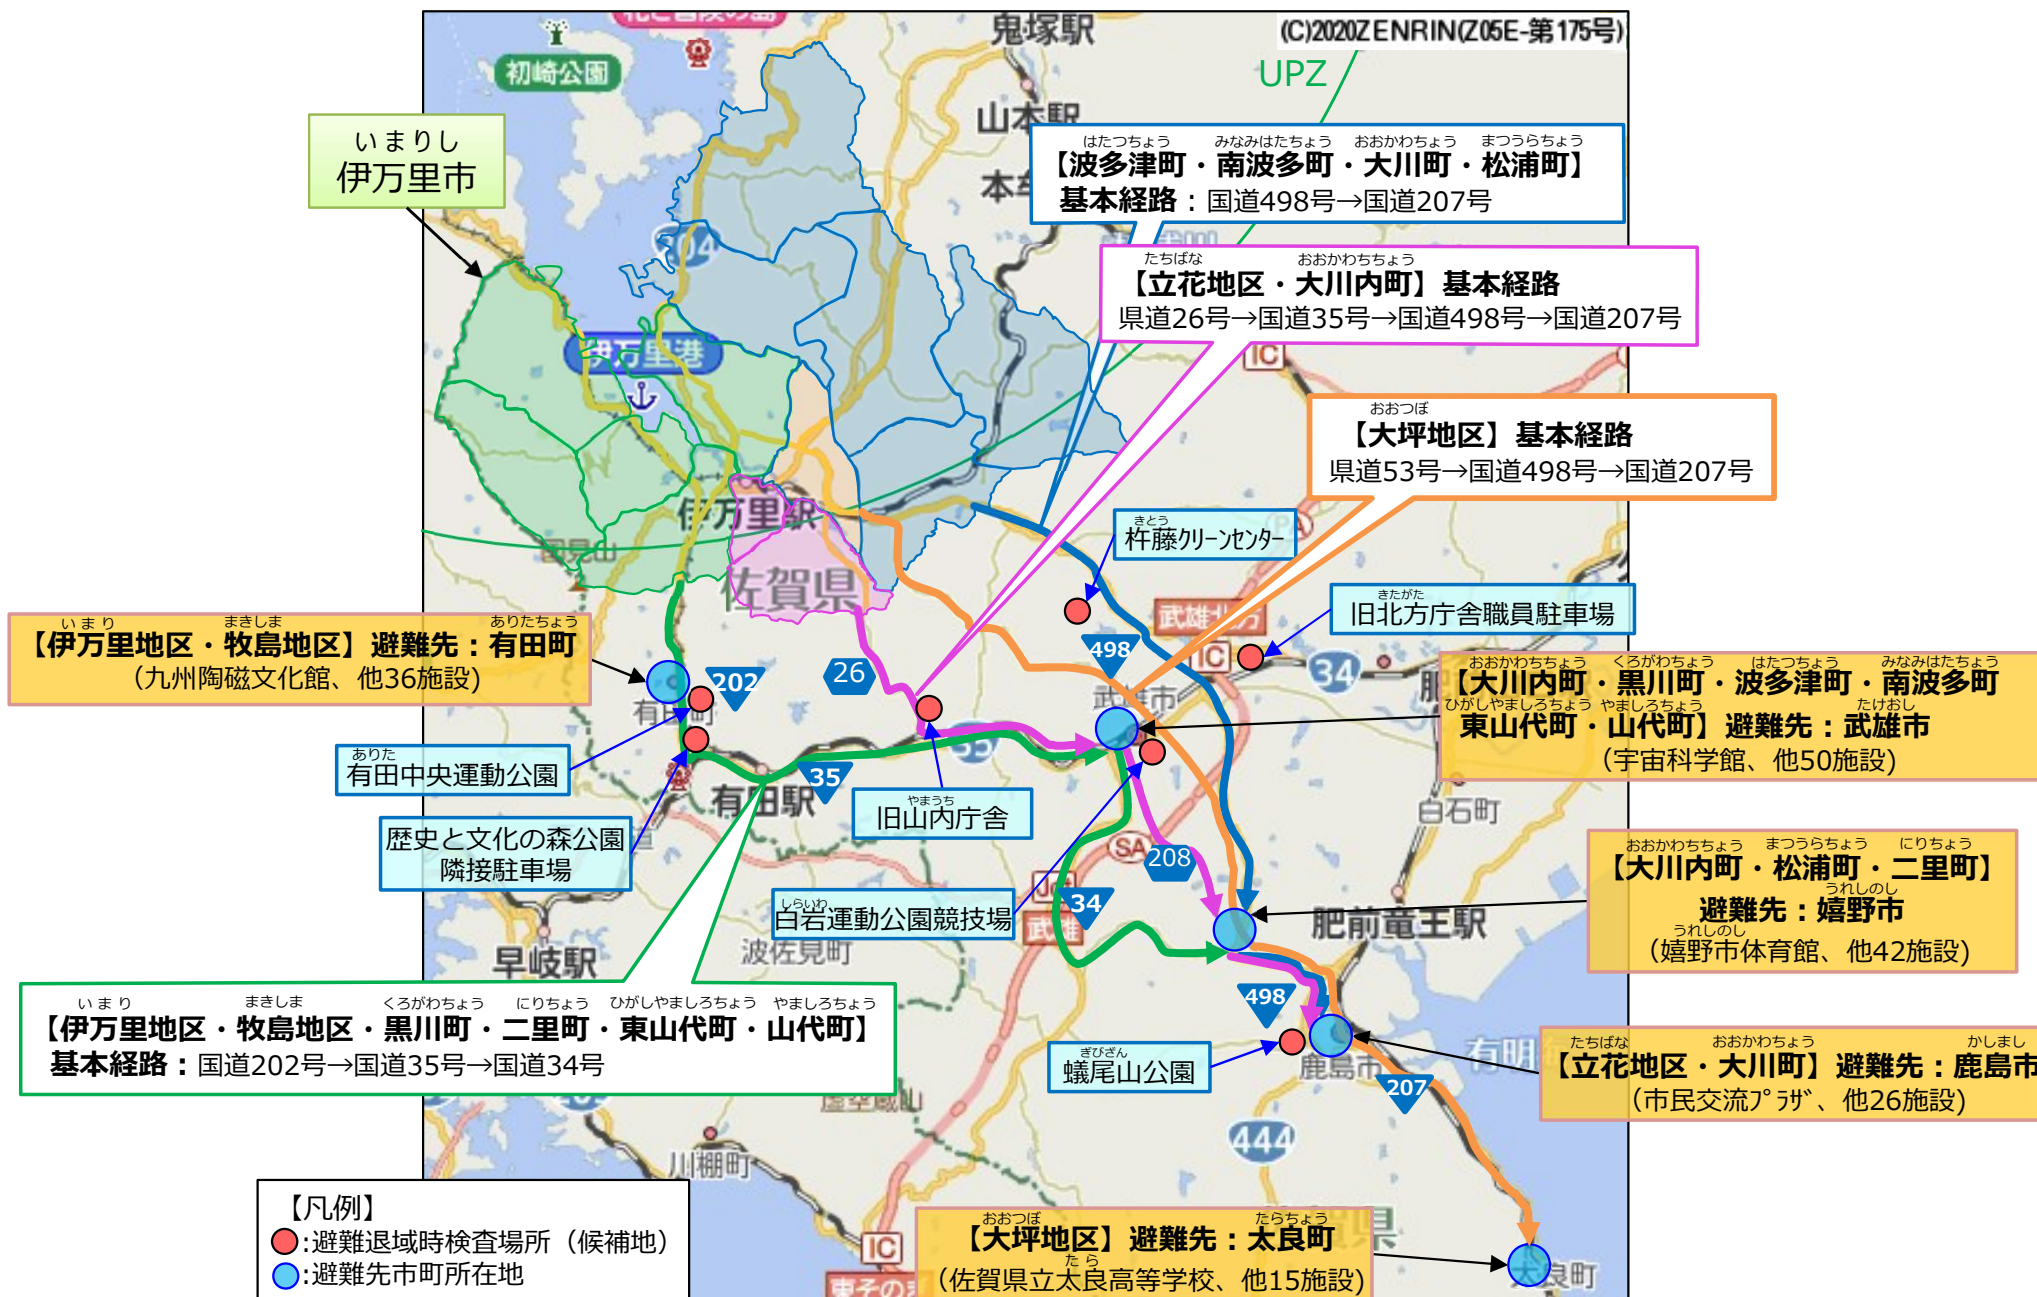 (C)2020ZENRIN(Z05E-第175号)
鬼塚駅
初崎公園
UPZ
山本駅
いまりし
伊万里市
はたつちょう みなみはたちょう おおかわちょう まつうらちょう
【波多津町・南波多町・大川町・松浦町】
基本経路：国道498号→国道207号
204
たちばな おおかわちちょう
【立花地区・大川内町】基本経路
県道26号→国道35号→国道498号→国道207号
伊万里港
IC
おおつぼ
【大坪地区】基本経路
県道53号→国道498号→国道207号
伊万里駅
PA
きとう
杵藤クリーンセンター
国見山
佐賀県
武雄北方
IC
きたがた
旧北方庁舎職員駐車場
34
498
いまり まきしま ありたちょう
【伊万里地区・牧島地区】避難先：有田町
(九州陶磁文化館、他36施設)
202
26
有田町
武雄市
おおかわちちょう くろがわちょう はたつちょう みなみはたちょう
【大川内町・黒川町・波多津町・南波多町
ひがしやましろちょう やましろちょう たけおし
東山代町・山代町】避難先：武雄市
(宇宙科学館、他50施設)
ありた
有田中央運動公園
35
35
有田駅
やまうち
旧山内庁舎
白石町
歴史と文化の森公園
隣接駐車場
SA
208
おおかわちちょう まつうらちょう にりちょう
【大川内町・松浦町・二里町】
うれしのし
避難先：嬉野市
うれしのし
(嬉野市体育館、他42施設)
Jct
34
しらいわ
白岩運動公園競技場
武雄
肥前竜王駅
早岐駅
波佐見町
いまり まきしま くろがわちょう にりちょう ひがしやましろちょう やましろちょう
【伊万里地区・牧島地区・黒川町・二里町・東山代町・山代町】
基本経路：国道202号→国道35号→国道34号
498
ぎびざん
蟻尾山公園
鹿島市
有明
たちばな おおかわちょう かしまし
【立花地区・大川町】避難先：鹿島市
(市民交流ﾌﾟﾗｻﾞ、他26施設)
207
虚空蔵山
444
川棚町
【凡例】
:避難退域時検査場所（候補地）
:避難先市町所在地
IC
おおつぼ たらちょう
【大坪地区】避難先：太良町
たら
(佐賀県立太良高等学校、他15施設)